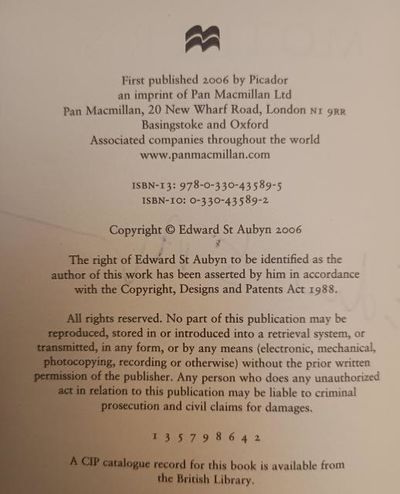 First published 2006 by Picador
an imprint of Pan Macmillan Ltd
Pan Macmillan, 20 New Wharf Road, London N1 9RR
Basingstoke and Oxford
Associated companies throughout the world
www.panmacmillan.com
ISBN-13: 978-0-330-43589-5
ISBN-10: 0-330-43589-2
Copyright © Edward St Aubyn 2006
The right of Edward St Aubyn to be identified as the
author of this work has been asserted by him in accordance
with the Copyright, Designs and Patents Act 1988.
All rights reserved. No part of this publication may be
reproduced, stored in or introduced into a retrieval system, or
transmitted, in any form, or by any means (electronic, mechanical,
photocopying, recording or otherwise) without the prior written
permission of the publisher. Any person who does any unauthorized
act in relation to this publication may be liable to criminal
prosecution and civil claims for damages.
1 3 5 7 9 8 6 4 2
A CIP catalogue record for this book is available from
the British Library.